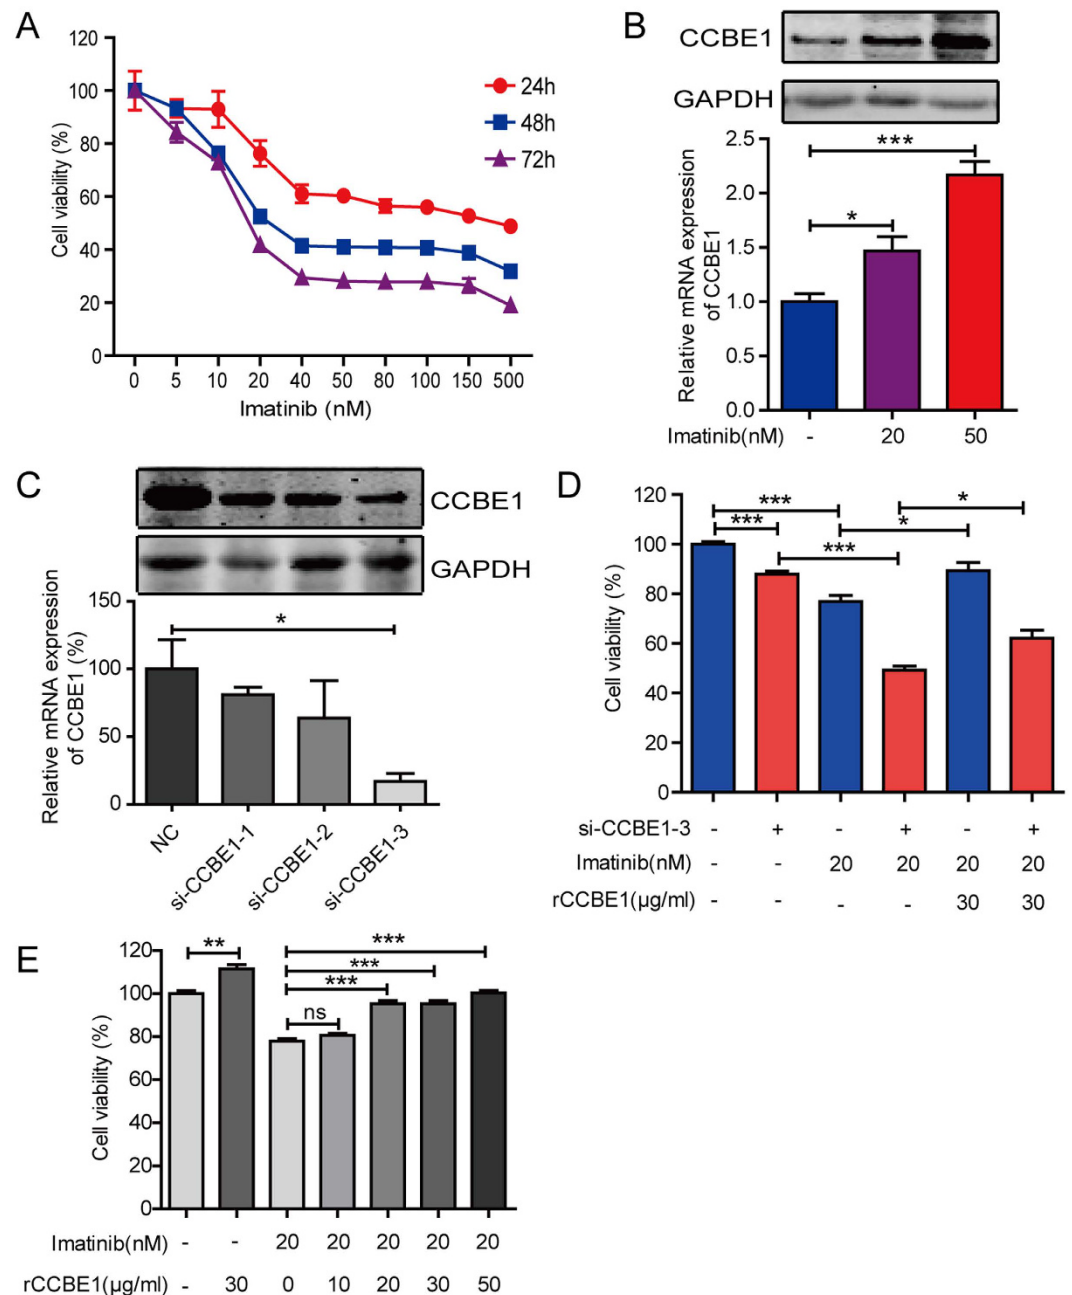 A
120
100
80
60
40
20
0
Cell viability (%)
24h
48h
72h
0 5 10 20 40 50 80 100 150 500
Imatinib (nM)
B
CCBE1
GAPDH
2.5
2.0
1.5
1.0
0.5
0.0
Relative mRNA expression
of CCBE1
***
*
Imatinib(nM) - 20 50
C
CCBE1
GAPDH
150
100
50
0
Relative mRNA expression
of CCBE1 (%)
*
NC
si-CCBE1-1
si-CCBE1-2
si-CCBE1-3
D
120
100
80
60
40
20
0
Cell viability (%)
*** *
*** *
***
si-CCBE1-3 - + - + - +
Imatinib(nM) - - 20 20 20 20
rCCBE1(µg/ml) - - - - 30 30
E
120
100
80
60
40
20
0
Cell viability (%)
** ***
***
***
ns
Imatinib(nM) - - 20 20 20 20 20
rCCBE1(µg/ml) - 30 0 10 20 30 50